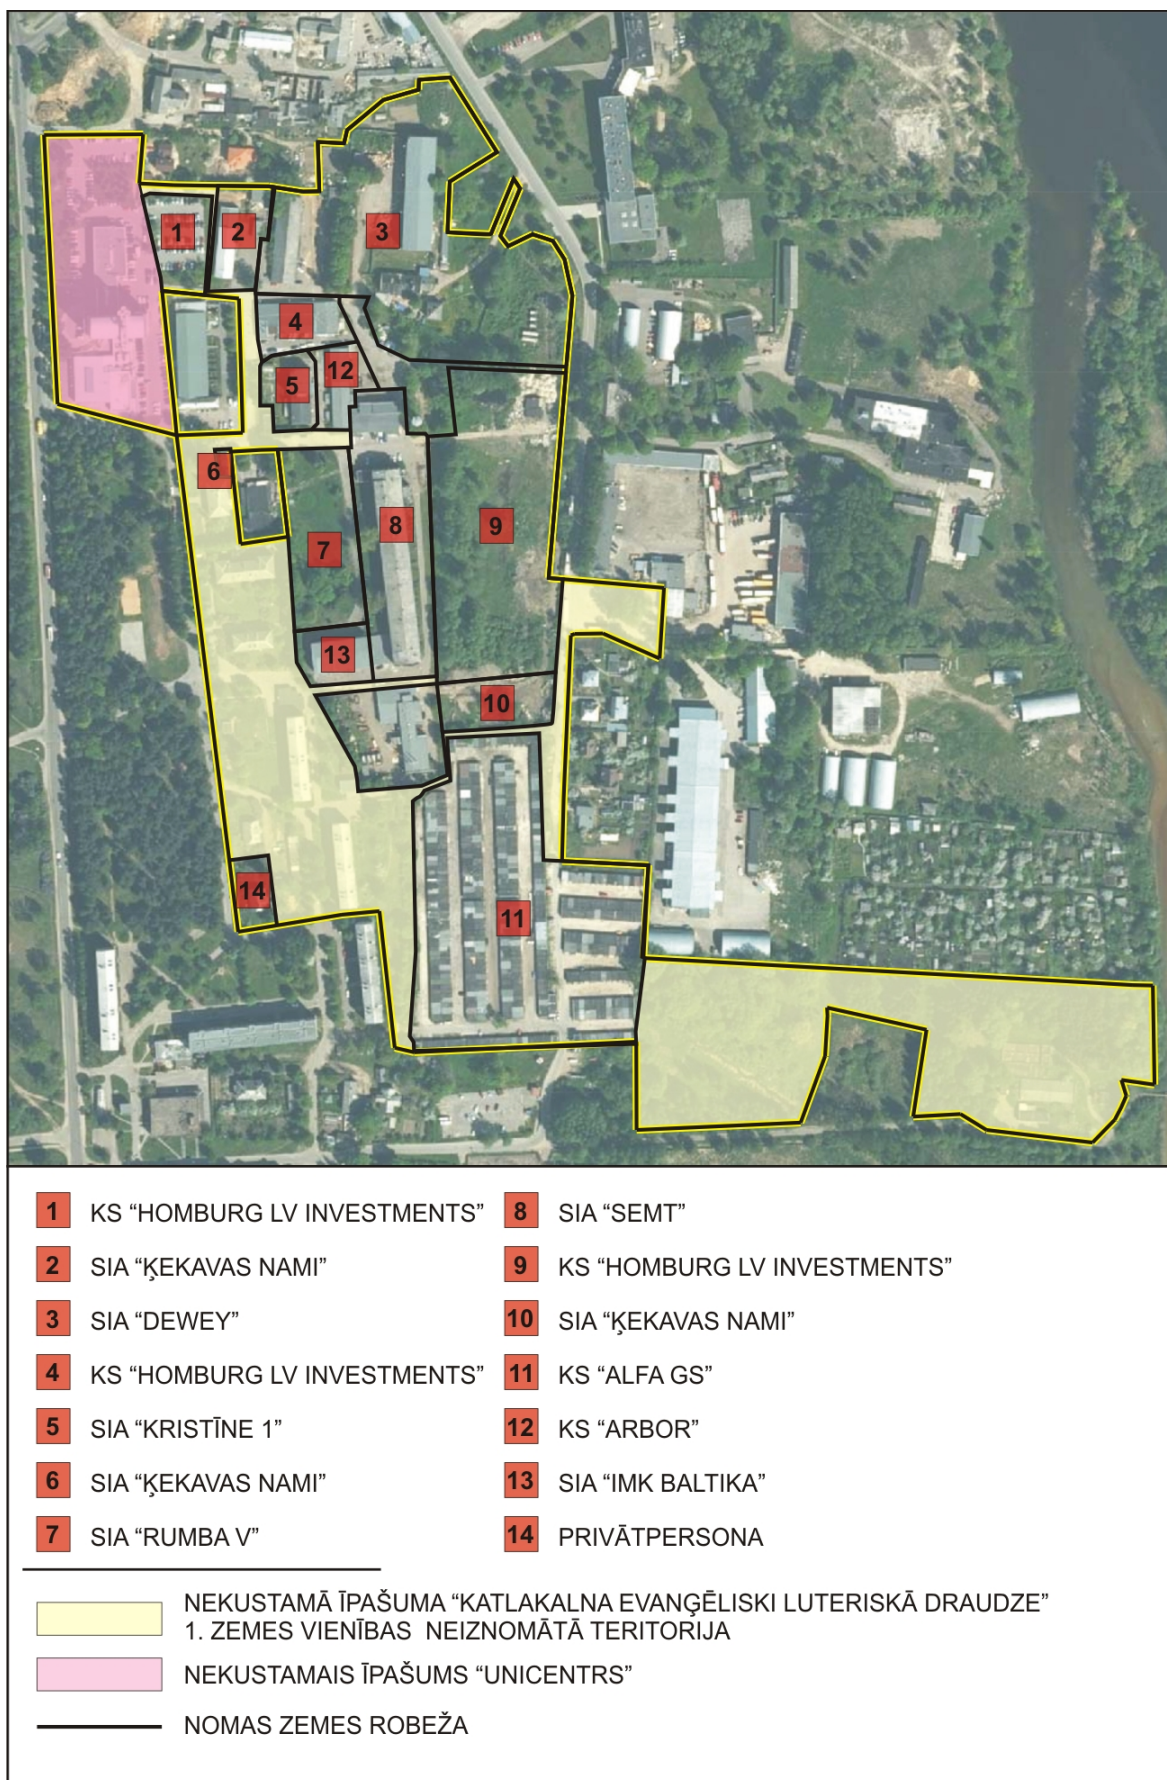 1
2
3
4
12
5
6
8
9
7
13
10
14
11
1 KS “HOMBURG LV INVESTMENTS”
2 SIA “ĶEKAVAS NAMI”
3 SIA “DEWEY”
4 KS “HOMBURG LV INVESTMENTS”
5 SIA “KRISTĪNE 1”
6 SIA “ĶEKAVAS NAMI”
7 SIA “RUMBA V”
8 SIA “SEMT”
9 KS “HOMBURG LV INVESTMENTS”
10 SIA “ĶEKAVAS NAMI”
11 KS “ALFA GS”
12 KS “ARBOR”
13 SIA “IMK BALTIKA”
14 PRIVĀTPERSONA
NEKUSTAMĀ ĪPAŠUMA “KATLAKALNA EVAŅĢĒLISKI LUTERISKĀ DRAUDZE”
1. ZEMES VIENĪBAS NEIZNOMĀTĀ TERITORIJA
NEKUSTAMAIS ĪPAŠUMS “UNICENTRS”
NOMAS ZEMES ROBEŽA